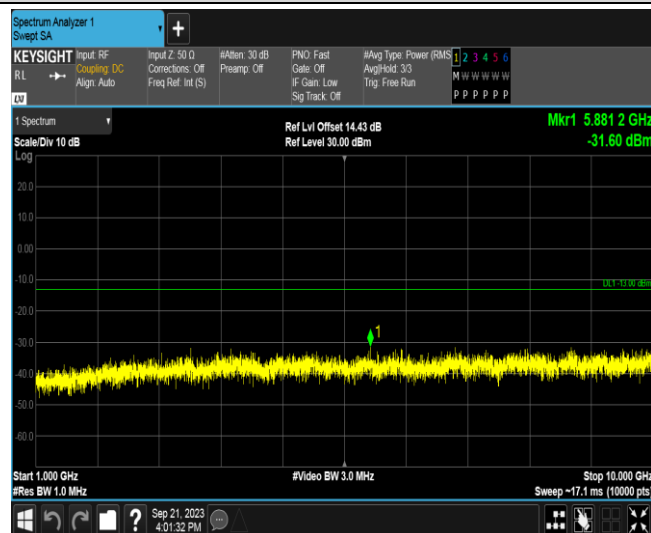 Spectrum Analyzer 1
Swept SA
+
KEYSIGHT
RL
LXI
Input: RF
Coupling: DC
Align: Auto
Input Z: 50 Ω
Corrections: Off
Freq Ref: Int (S)
#Atten: 30 dB
Preamp: Off
PNO: Fast
Gate: Off
IF Gain: Low
Sig Track: Off
#Avg Type: Power (RMS
Avg|Hold: 3/3
Trig: Free Run
1 2 3 4 5 6
M W W W W W
P P P P P P
1 Spectrum
Scale/Div 10 dB
Log
Ref Lvl Offset 14.43 dB
Ref Level 30.00 dBm
Mkr1 5.881 2 GHz
-31.60 dBm
20.0
10.0
0.00
-10.0
DL1 -13.00 dBm
-20.0
-30.0
1
-40.0
-50.0
-60.0
Start 1.000 GHz
#Res BW 1.0 MHz
#Video BW 3.0 MHz
Stop 10.000 GHz
Sweep ~17.1 ms (10000 pts)
?
Sep 21, 2023
4:01:32 PM